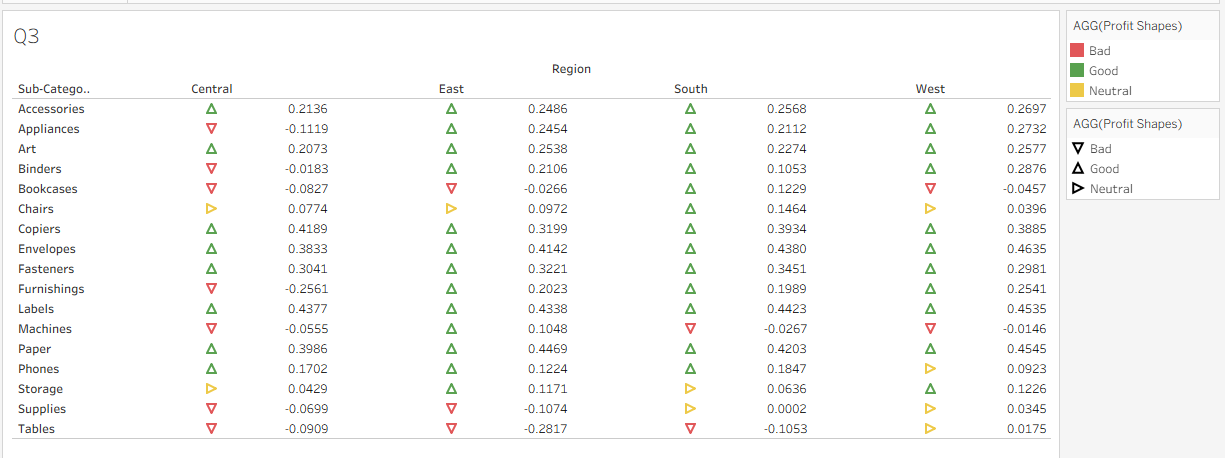 Q3
Region
Sub-Catego.. Central East South West
Accessories 0.2136 0.2486 0.2568 0.2697
Appliances -0.1119 0.2454 0.2112 0.2732
Art 0.2073 0.2538 0.2274 0.2577
Binders -0.0183 0.2106 0.1053 0.2876
Bookcases -0.0827 -0.0266 0.1229 -0.0457
Chairs 0.0774 0.0972 0.1464 0.0396
Copiers 0.4189 0.3199 0.3934 0.3885
Envelopes 0.3833 0.4142 0.4380 0.4635
Fasteners 0.3041 0.3221 0.3451 0.2981
Furnishings -0.2561 0.2023 0.1989 0.2541
Labels 0.4377 0.4338 0.4423 0.4535
Machines -0.0555 0.1048 -0.0267 -0.0146
Paper 0.3986 0.4469 0.4203 0.4545
Phones 0.1702 0.1224 0.1847 0.0923
Storage 0.0429 0.1171 0.0636 0.1226
Supplies -0.0699 -0.1074 0.0002 0.0345
Tables -0.0909 -0.2817 -0.1053 0.0175
AGG(Profit Shapes)
Bad
Good
Neutral
AGG(Profit Shapes)
Bad
Good
Neutral